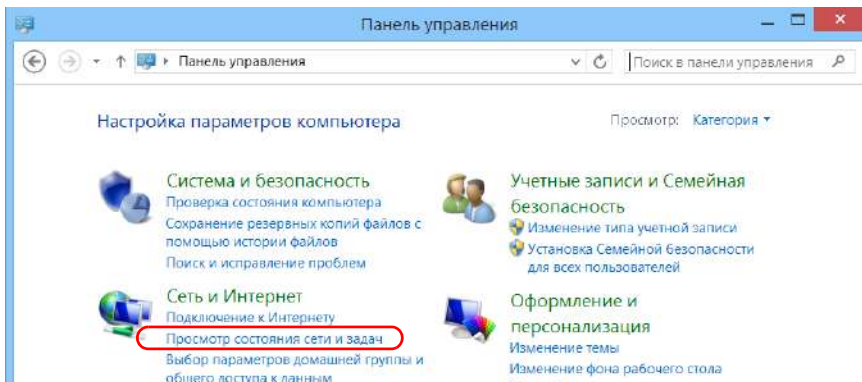 Панель управления
Панель управления
Поиск в панели управления
Настройка параметров компьютера
Просмотр: Категория
Система и безопасность
Проверка состояния компьютера
Сохранение резервных копий файлов с
помощью истории файлов
Поиск и исправление проблем
Учетные записи и Семейная
безопасность
Изменение типа учетной записи
Установка Семейной безопасности
для всех пользователей
Сеть и Интернет
Подключение к Интернету
Просмотр состояния сети и задач
Выбор параметров домашней группы и
общего доступа к данным
Оформление и
персонализация
Изменение темы
Изменение фона рабочего стола